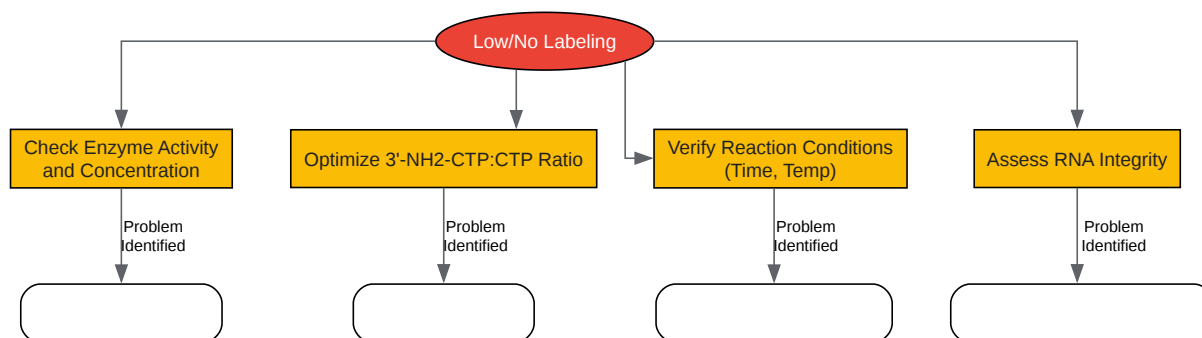 Low/No Labeling
Check Enzyme Activity
and Concentration
Optimize 3'-NH2-CTP:CTP Ratio
Verify Reaction Conditions
(Time, Temp)
Assess RNA Integrity
Problem
Identified
Problem
Identified
Problem
Identified
Problem
Identified